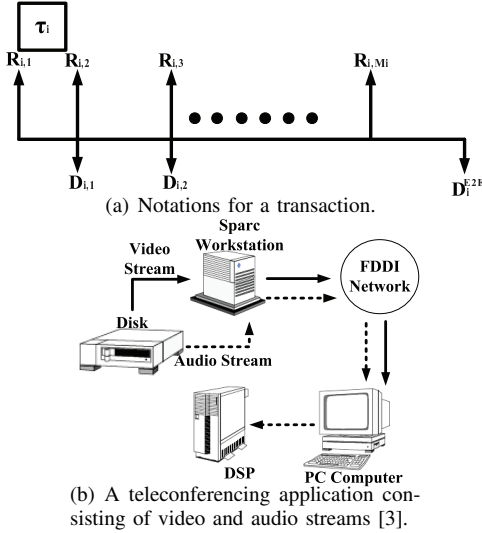 τi
Ri,1 Ri,2 Ri,3 Ri,Mi
Di,1 Di,2 DiE2E
(a) Notations for a transaction.
Sparc
Workstation
Video
Stream
FDDI
Network
Disk
Audio Stream
DSP
PC Computer
(b) A teleconferencing application con-
sisting of video and audio streams [3].